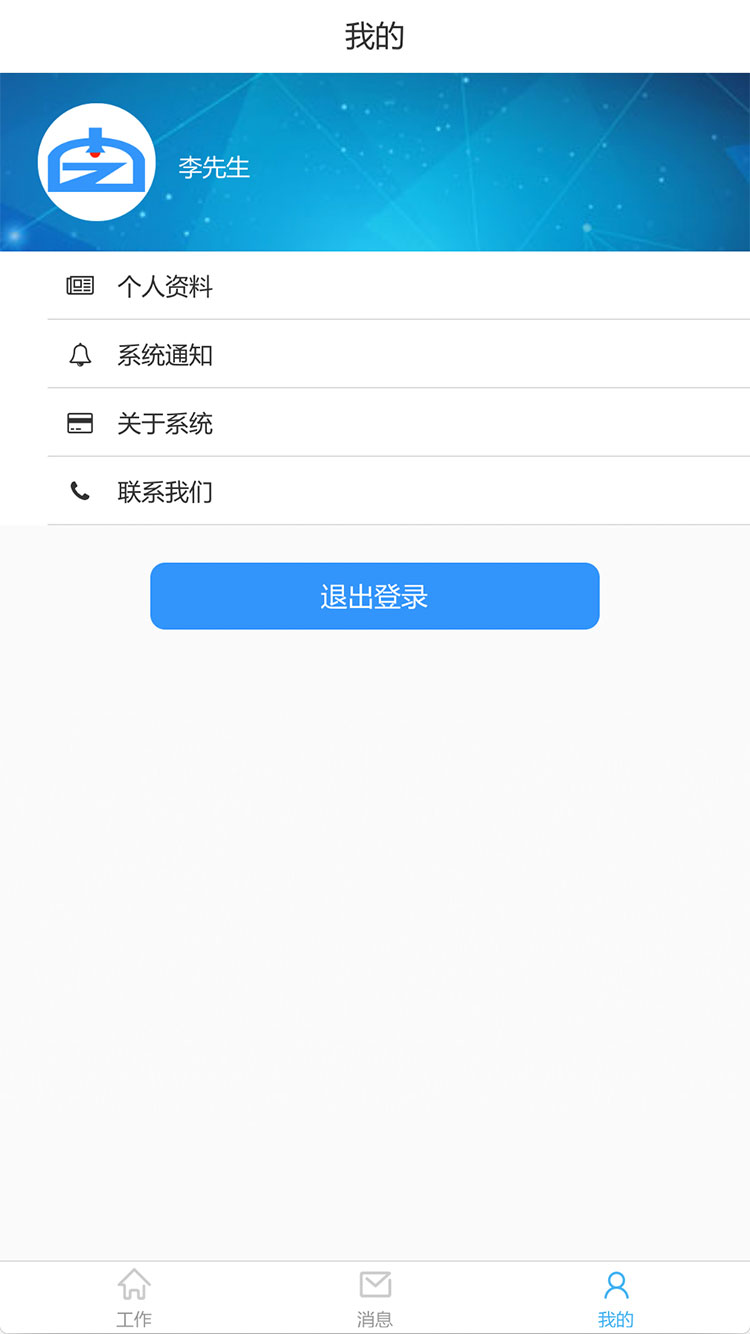 我的
李先生
个人资料
系统通知
关于系统
联系我们
退出登录
工作
消息
我的